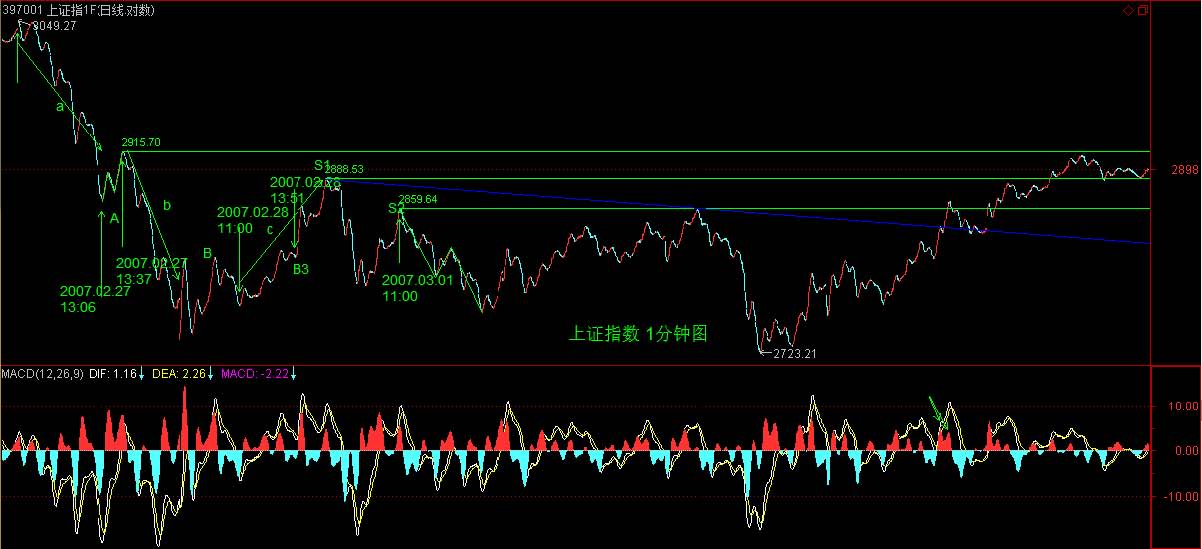 397001 上证指1F(日线.对数)
3049.27
a
2915.70
2898
S1
2888.53
2007.02.28
13:51
b
S2
2859.64
A
2007.02.28
11:00
c
B
B3
2007.02.27
13:37
2007.03.01
11:00
2007.02.27
13:06
上证指数 1分钟图
2723.21
MACD(12,26,9) DIF: 1.16↓ DEA: 2.26↓ MACD: -2.22↓
10.00
0.00
-10.00